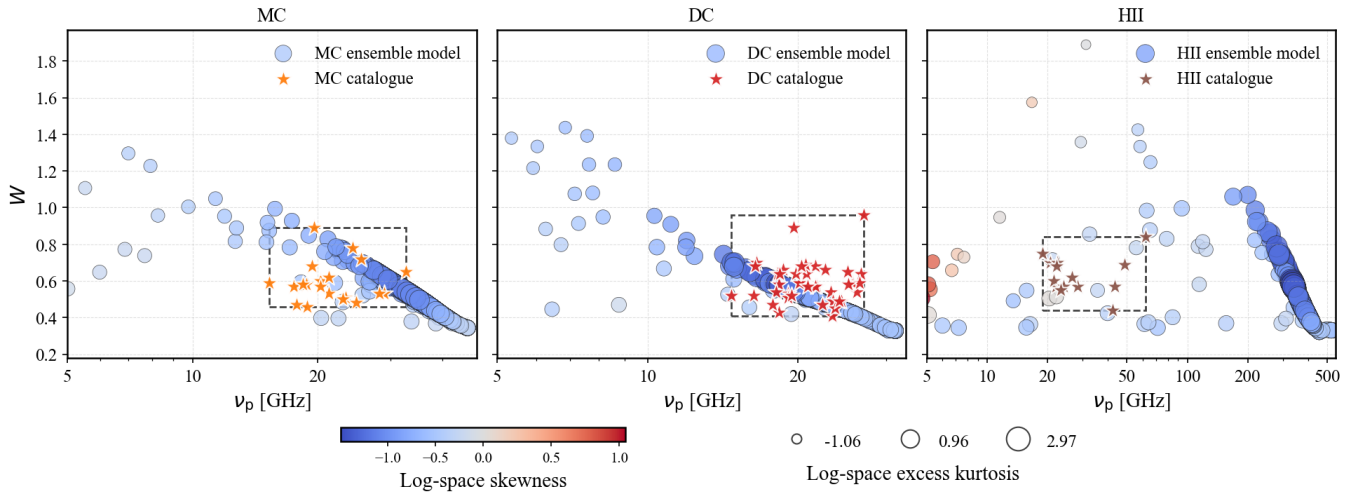 MC
DC
HII
W
1.8
1.6
1.4
1.2
1.0
0.8
0.6
0.4
0.2
MC ensemble model
MC catalogue
DC ensemble model
DC catalogue
HII ensemble model
HII catalogue
5 20
10 20
5 10 20 50 100 200 500
νp [GHz]
νp [GHz]
νp [GHz]
−1.0 −0.5 0.0 0.5 1.0
Log-space skewness
-1.06 0.96 2.97
Log-space excess kurtosis